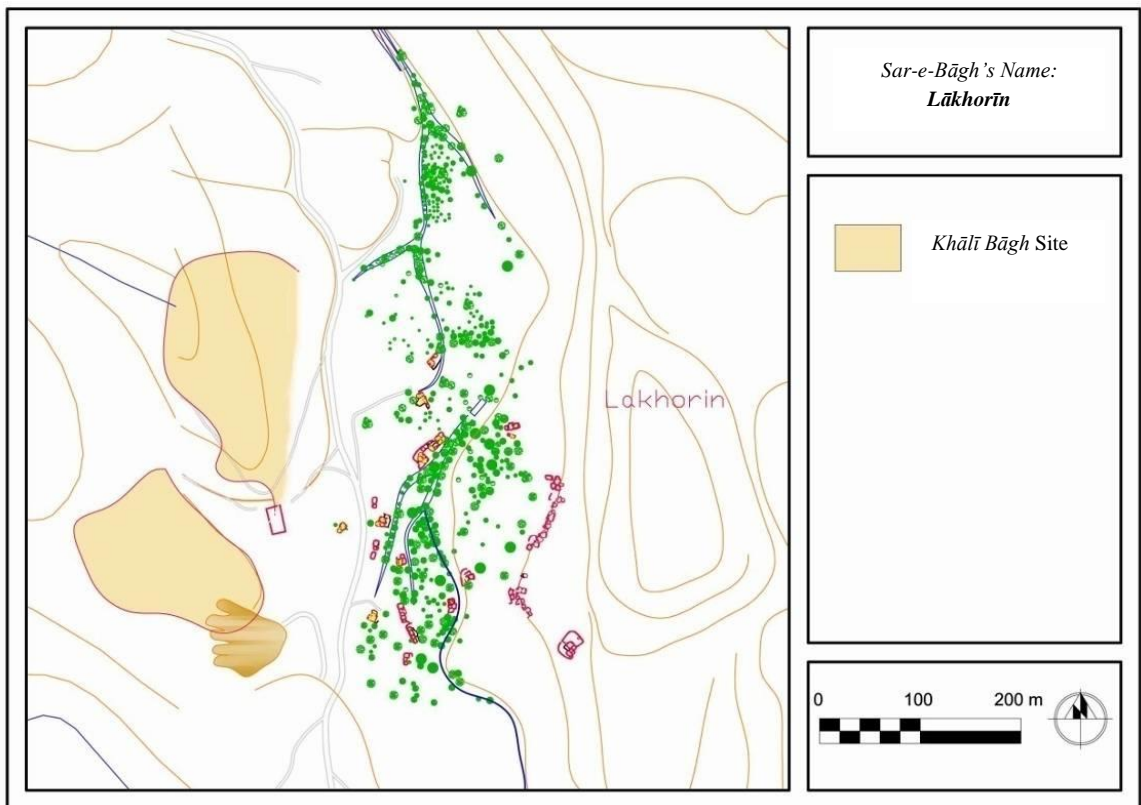 Sar-e-Bāgh’s Name:
Lākhorīn
Khālī Bāgh Site
Lakhorin
0 100 200 m